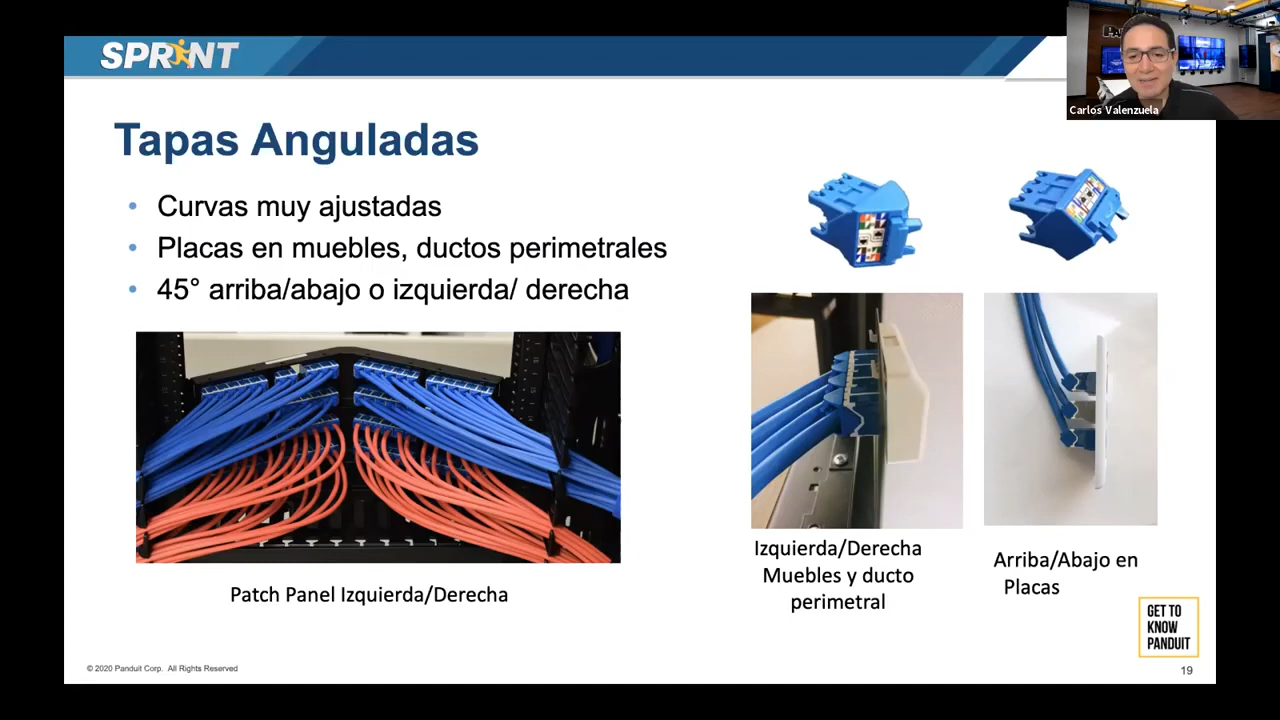 SPRINT
Carlos Valenzuela
Tapas Anguladas
• Curvas muy ajustadas
• Placas en muebles, ductos perimetrales
• 45° arriba/abajo o izquierda/ derecha
Patch Panel Izquierda/Derecha
Izquierda/Derecha
Muebles y ducto
perimetral
Arriba/Abajo en
Placas
GET TO
KNOW
PANDUIT
© 2020 Panduit Corp. All Rights Reserved
19